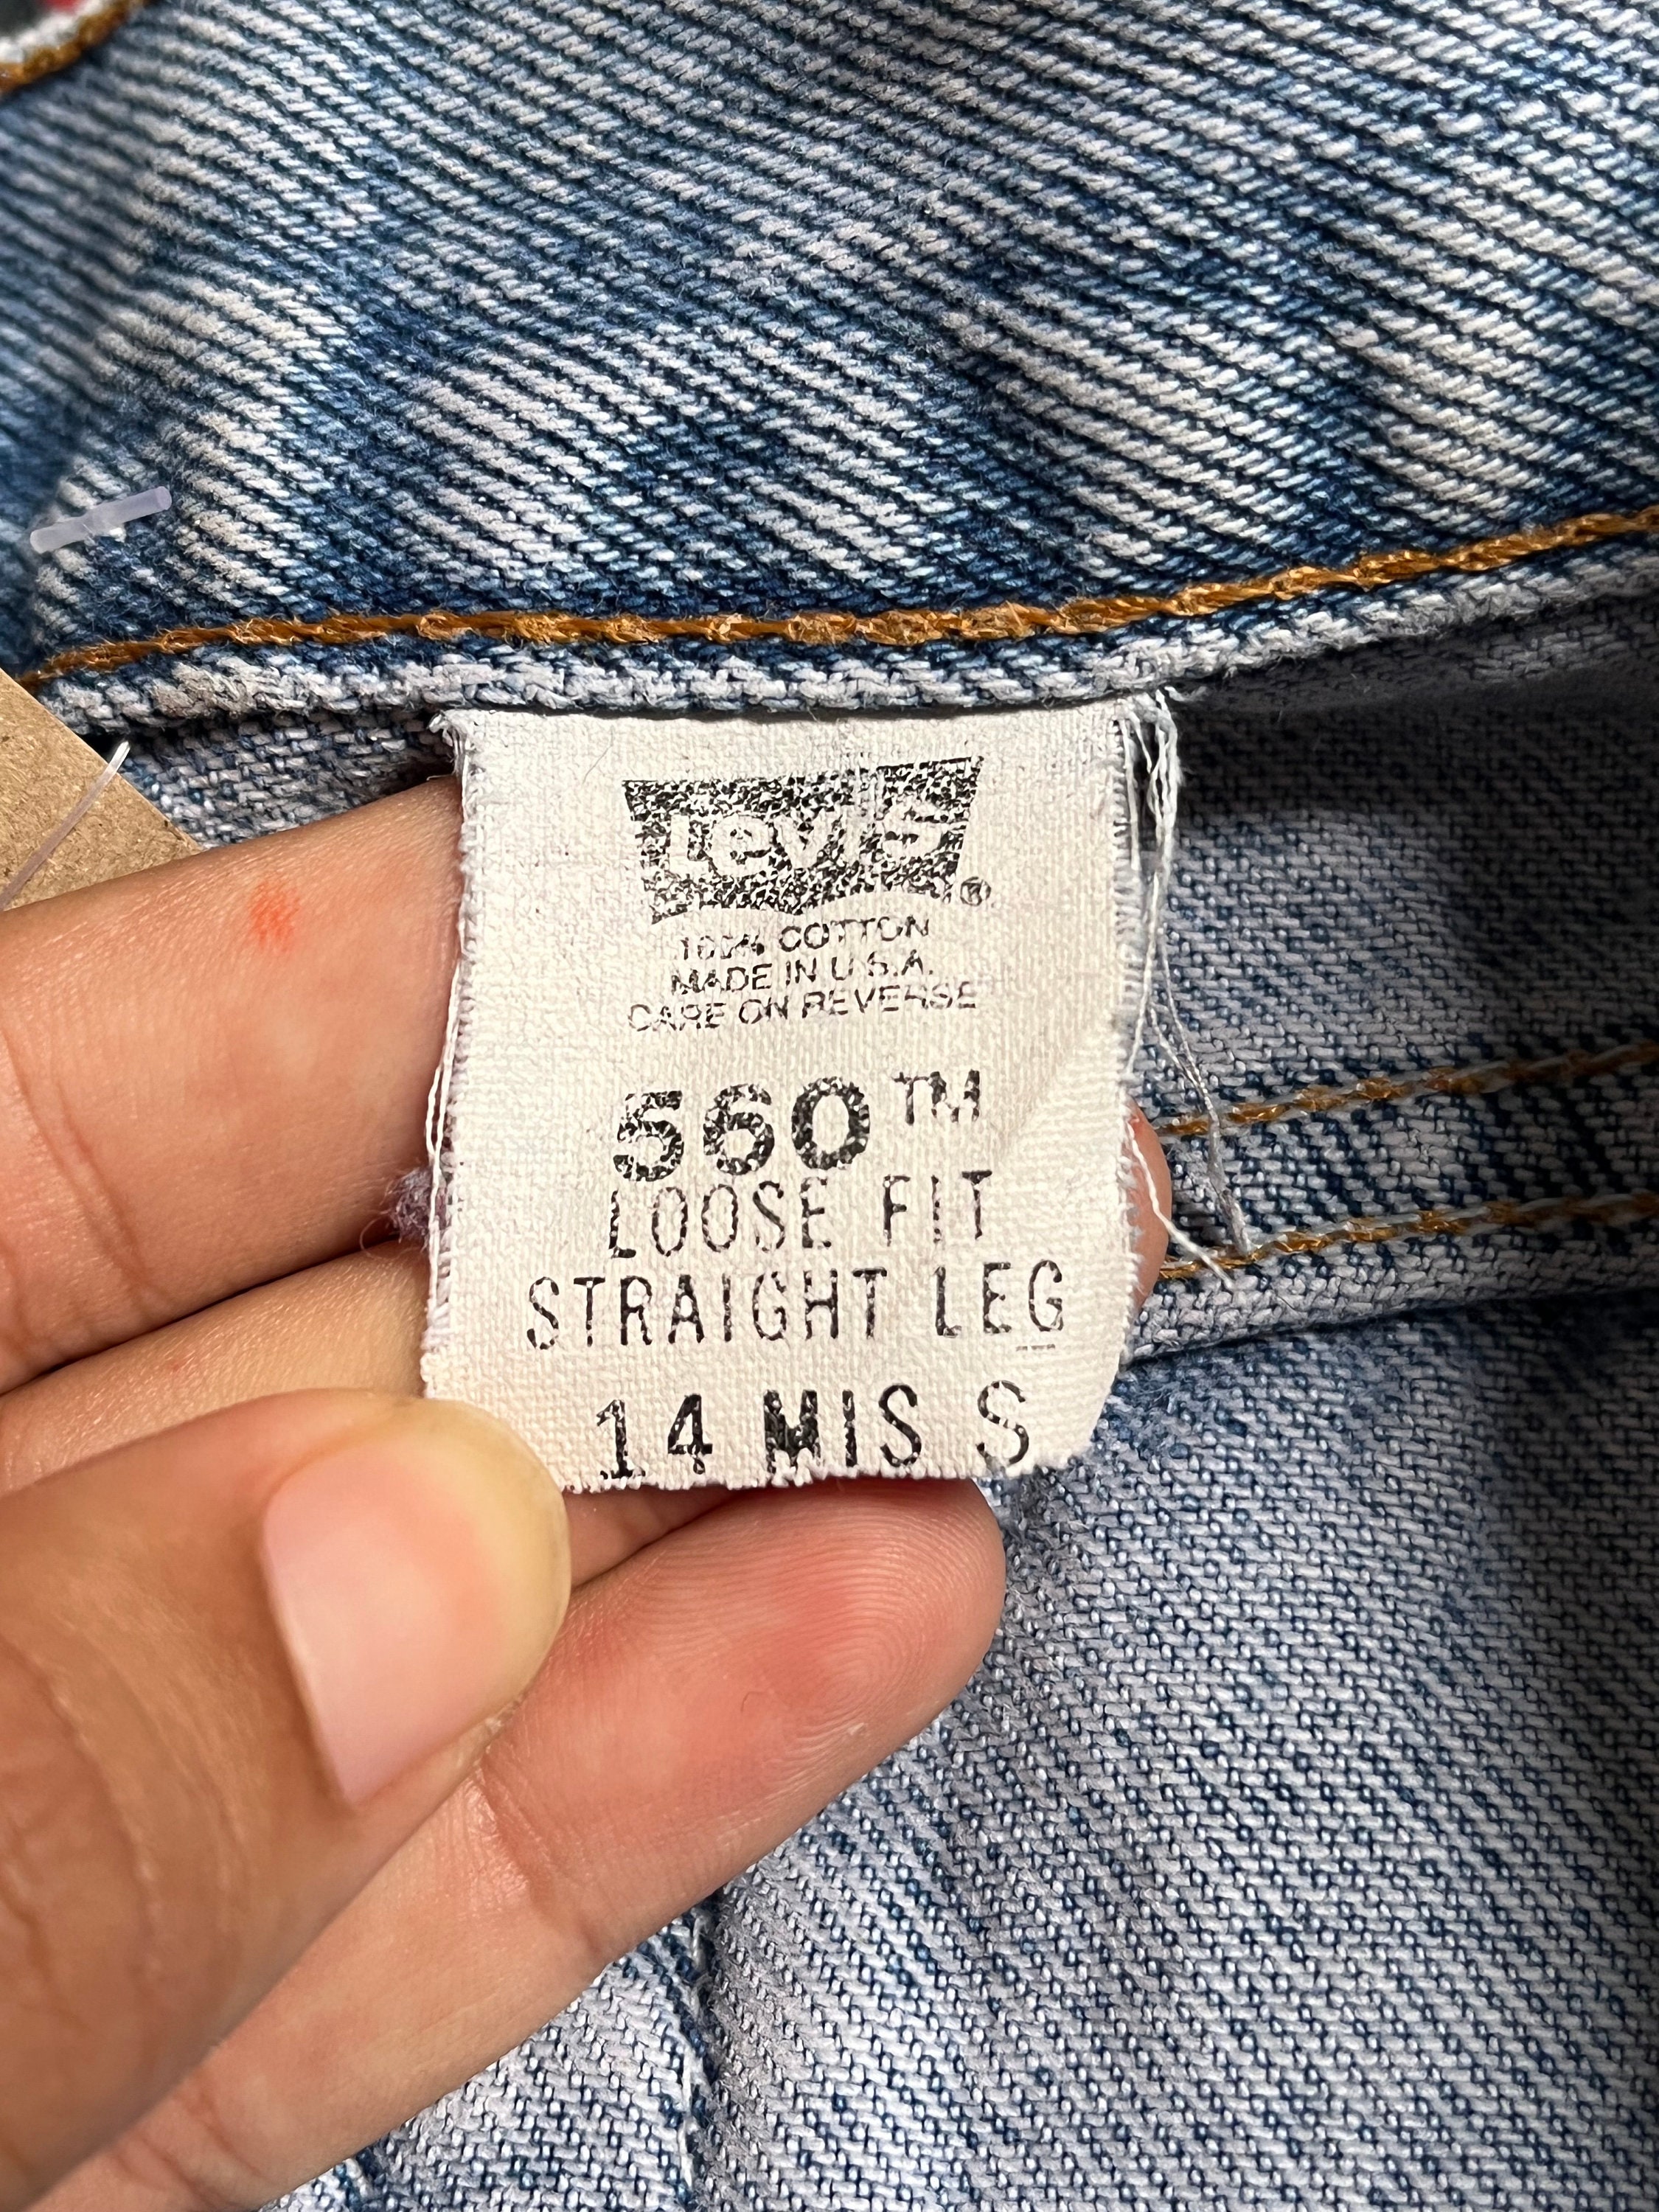 Levi's®
100% COTTON
MADE IN U.S.A.
CARE ON REVERSE
560™
LOOSE FIT
STRAIGHT LEG
14 MIS S